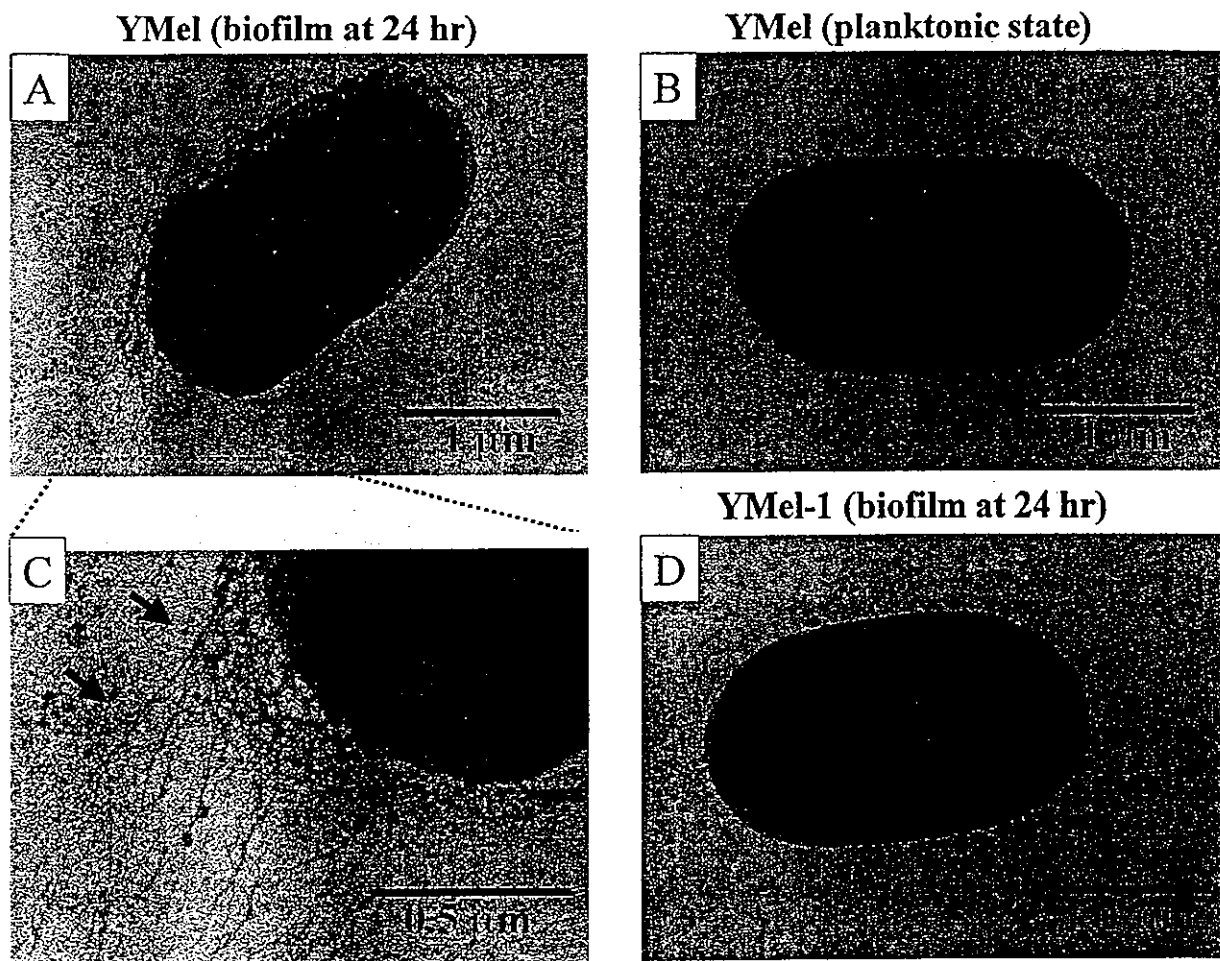 YMel (biofilm at 24 hr)
YMel (planktonic state)
A
B
1 μm
YMel-1 (biofilm at 24 hr)
C
D
0.5 μm